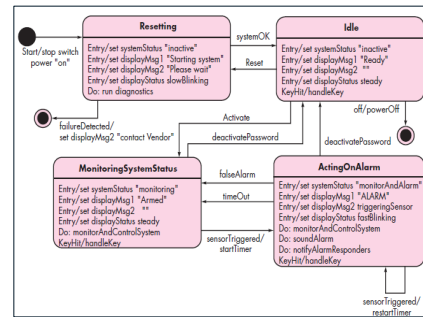 Resetting
Entry/set systemStatus "inactive"
Entry/set displayMsg1 "Starting system"
Entry/set displayMsg2 "Please wait"
Entry/set displayStatus slowBlinking
Do: run diagnostics
Start/stop switch
power "on"
systemOK
Reset
Idle
Entry/set systemStatus "inactive"
Entry/set displayMsg1 "Ready"
Entry/set displayMsg2 ""
Entry/set displayStatus steady
KeyHit/handleKey
failureDetected/
set displayMsg2 "contact Vendor"
Activate
deactivatePassword
off/powerOff
deactivatePassword
MonitoringSystemStatus
Entry/set systemStatus "monitoring"
Entry/set displayMsg1 "Armed"
Entry/set displayMsg2 ""
Entry/set displayStatus steady
Do: monitorAndControlSystem
KeyHit/handleKey
falseAlarm
timeOut
sensorTriggered/
startTimer
ActingOnAlarm
Entry/set systemStatus "monitorAndAlarm"
Entry/set displayMsg1 "ALARM"
Entry/set displayMsg2 triggeringSensor
Entry/set displayStatus fastBlinking
Do: monitorAndControlSystem
Do: soundAlarm
Do: notifyAlarmResponders
KeyHit/handleKey
sensorTriggered/
restartTimer